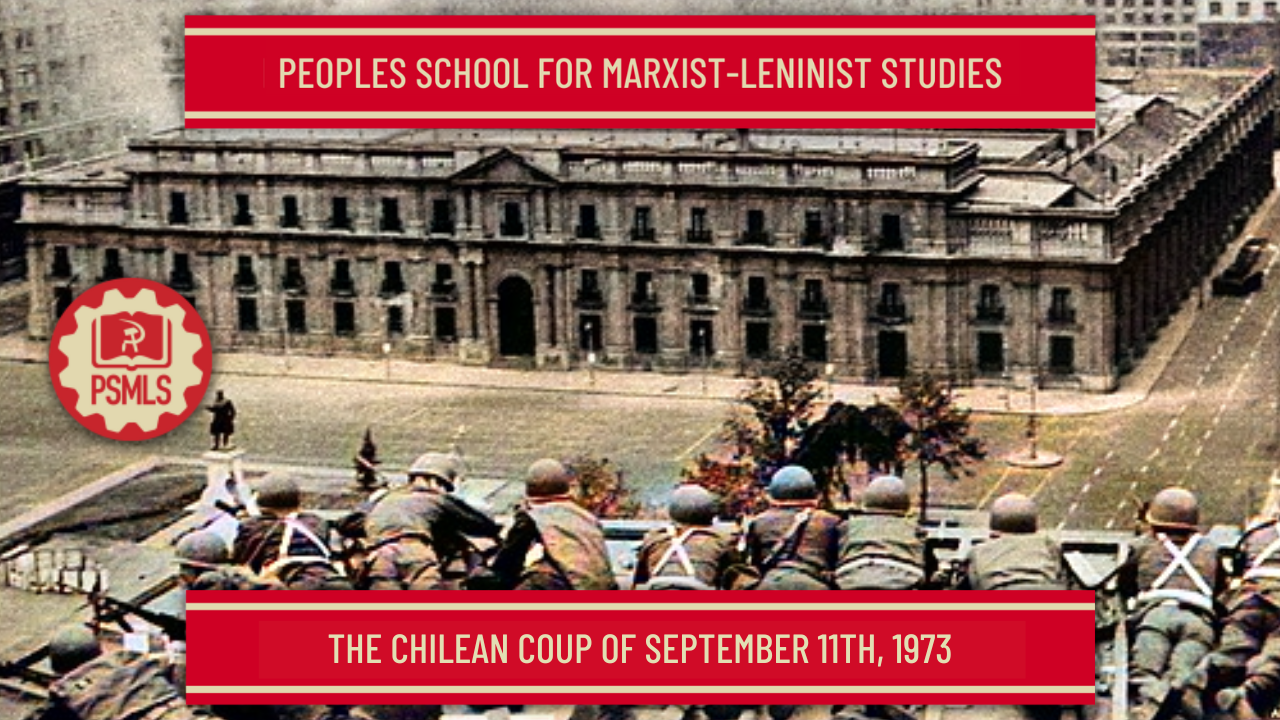 PEOPLES SCHOOL FOR MARXIST-LENINIST STUDIES
PSMLS
THE CHILEAN COUP OF SEPTEMBER 11TH, 1973